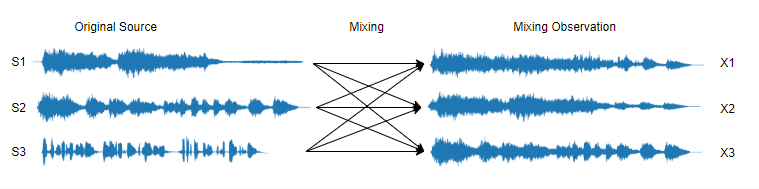 Original Source Mixing Mixing Observation
S1 X1
S2 X2
S3 X3